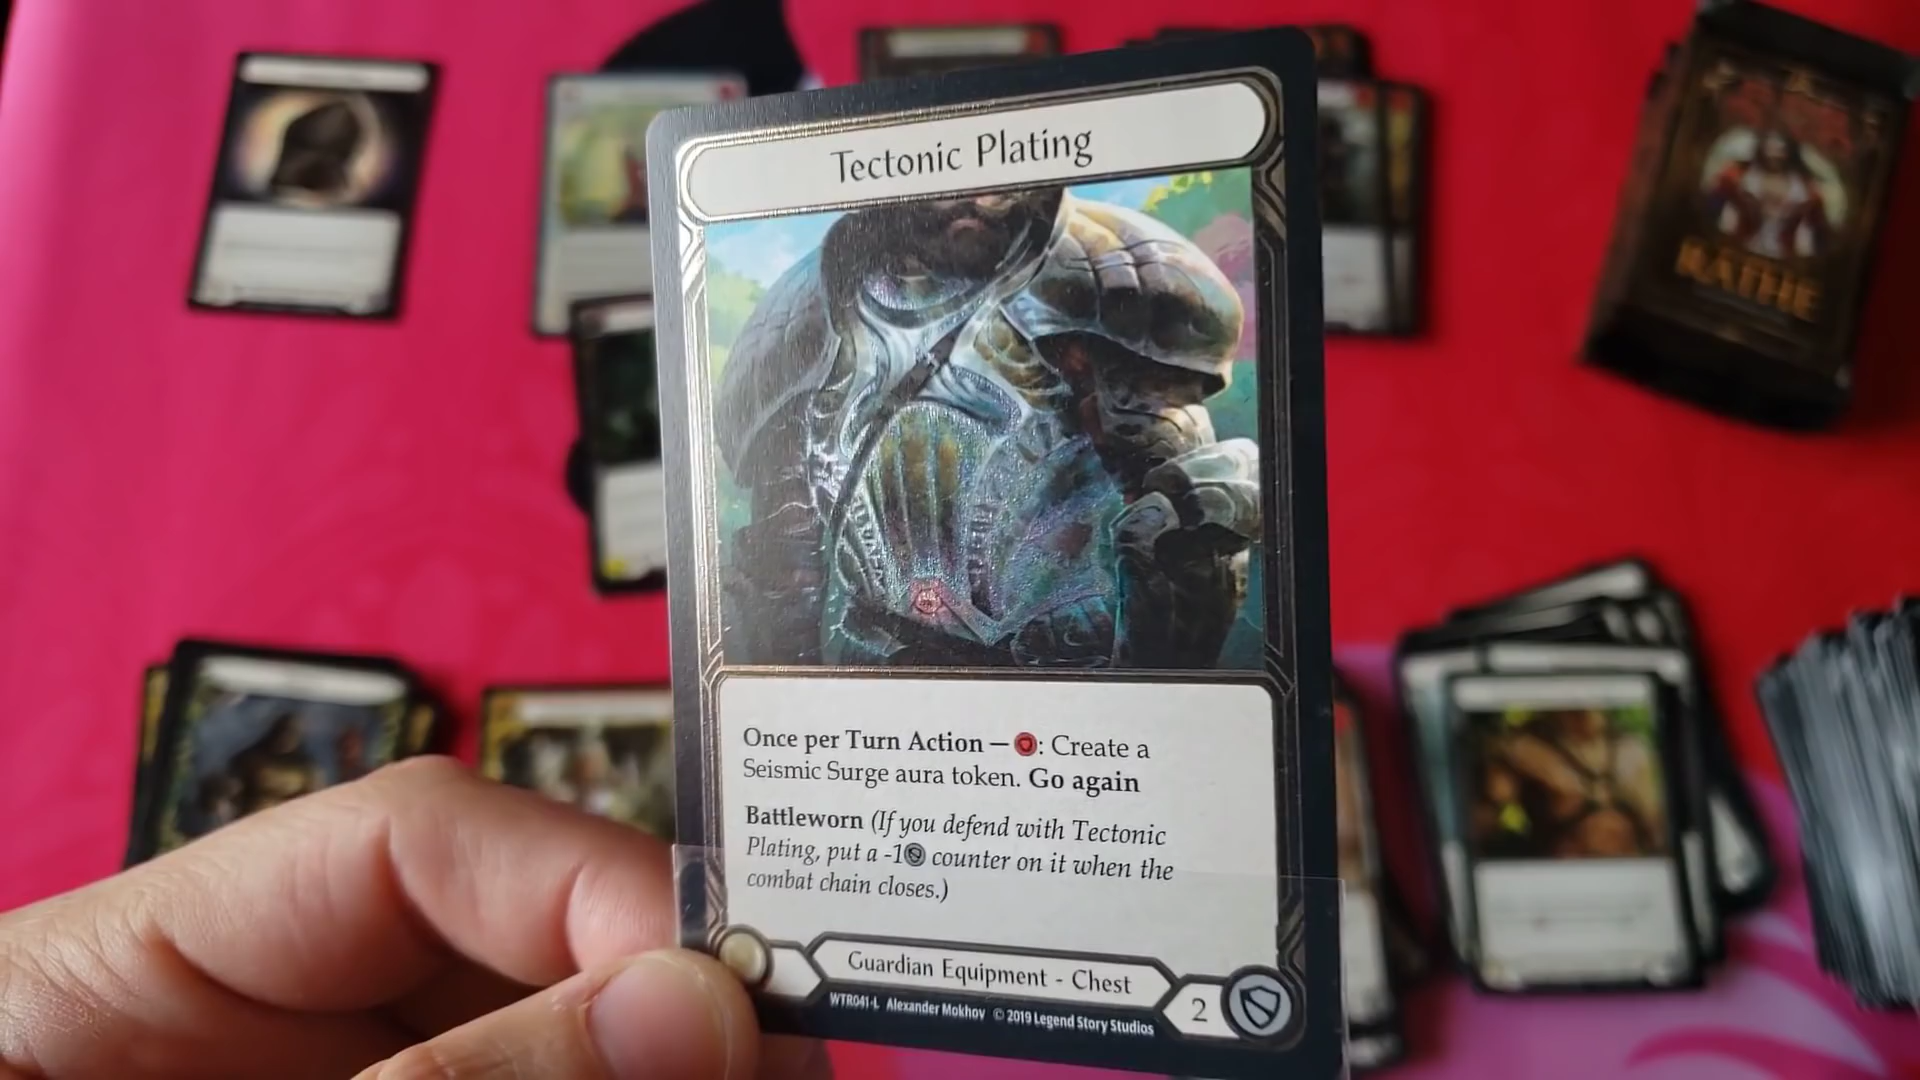 Tectonic Plating
RATHE
Once per Turn Action — : Create a
Seismic Surge aura token. Go again
Battleworn (If you defend with Tectonic
Plating, put a -1 counter on it when the
combat chain closes.)
Guardian Equipment - Chest
WTR041-L Alexander Mokhov © 2019 Legend Story Studios
2